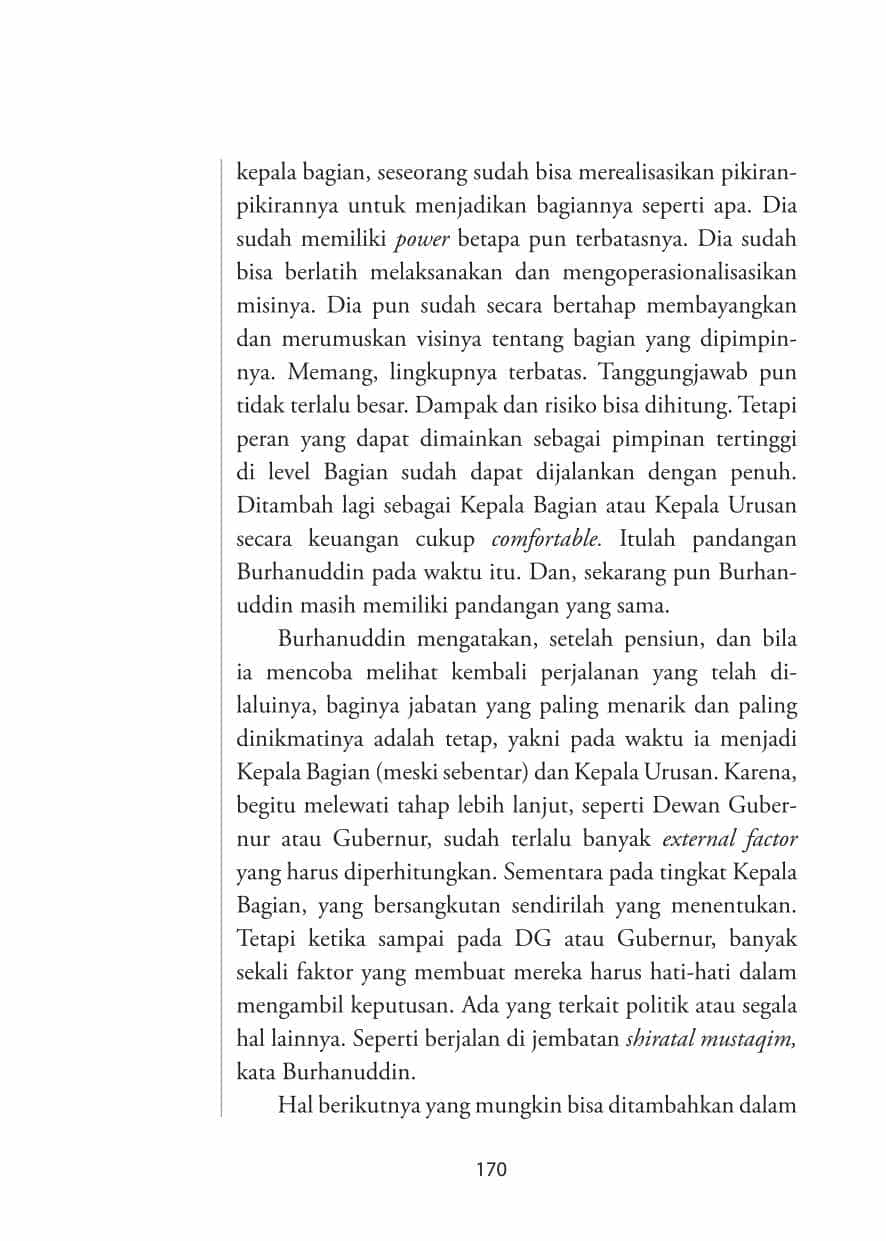 kepala bagian, seseorang sudah bisa merealisasikan pikiran-
pikirannya untuk menjadikan bagiannya seperti apa. Dia
sudah memiliki power betapa pun terbatasnya. Dia sudah
bisa berlatih melaksanakan dan mengoperasionalisasikan
misinya. Dia pun sudah secara bertahap membayangkan
dan merumuskan visinya tentang bagian yang dipimpin-
nya. Memang, lingkupnya terbatas. Tanggungjawab pun
tidak terlalu besar. Dampak dan risiko bisa dihitung. Tetapi
peran yang dapat dimainkan sebagai pimpinan tertinggi
di level Bagian sudah dapat dijalankan dengan penuh.
Ditambah lagi sebagai Kepala Bagian atau Kepala Urusan
secara keuangan cukup comfortable. Itulah pandangan
Burhanuddin pada waktu itu. Dan, sekarang pun Burhan-
uddin masih memiliki pandangan yang sama.
Burhanuddin mengatakan, setelah pensiun, dan bila
ia mencoba melihat kembali perjalanan yang telah di-
laluinya, baginya jabatan yang paling menarik dan paling
dinikmatinya adalah tetap, yakni pada waktu ia menjadi
Kepala Bagian (meski sebentar) dan Kepala Urusan. Karena,
begitu melewati tahap lebih lanjut, seperti Dewan Guber-
nur atau Gubernur, sudah terlalu banyak external factor
yang harus diperhitungkan. Sementara pada tingkat Kepala
Bagian, yang bersangkutan sendirilah yang menentukan.
Tetapi ketika sampai pada DG atau Gubernur, banyak
sekali faktor yang membuat mereka harus hati-hati dalam
mengambil keputusan. Ada yang terkait politik atau segala
hal lainnya. Seperti berjalan di jembatan shiratal mustaqim,
kata Burhanuddin.
Hal berikutnya yang mungkin bisa ditambahkan dalam
170